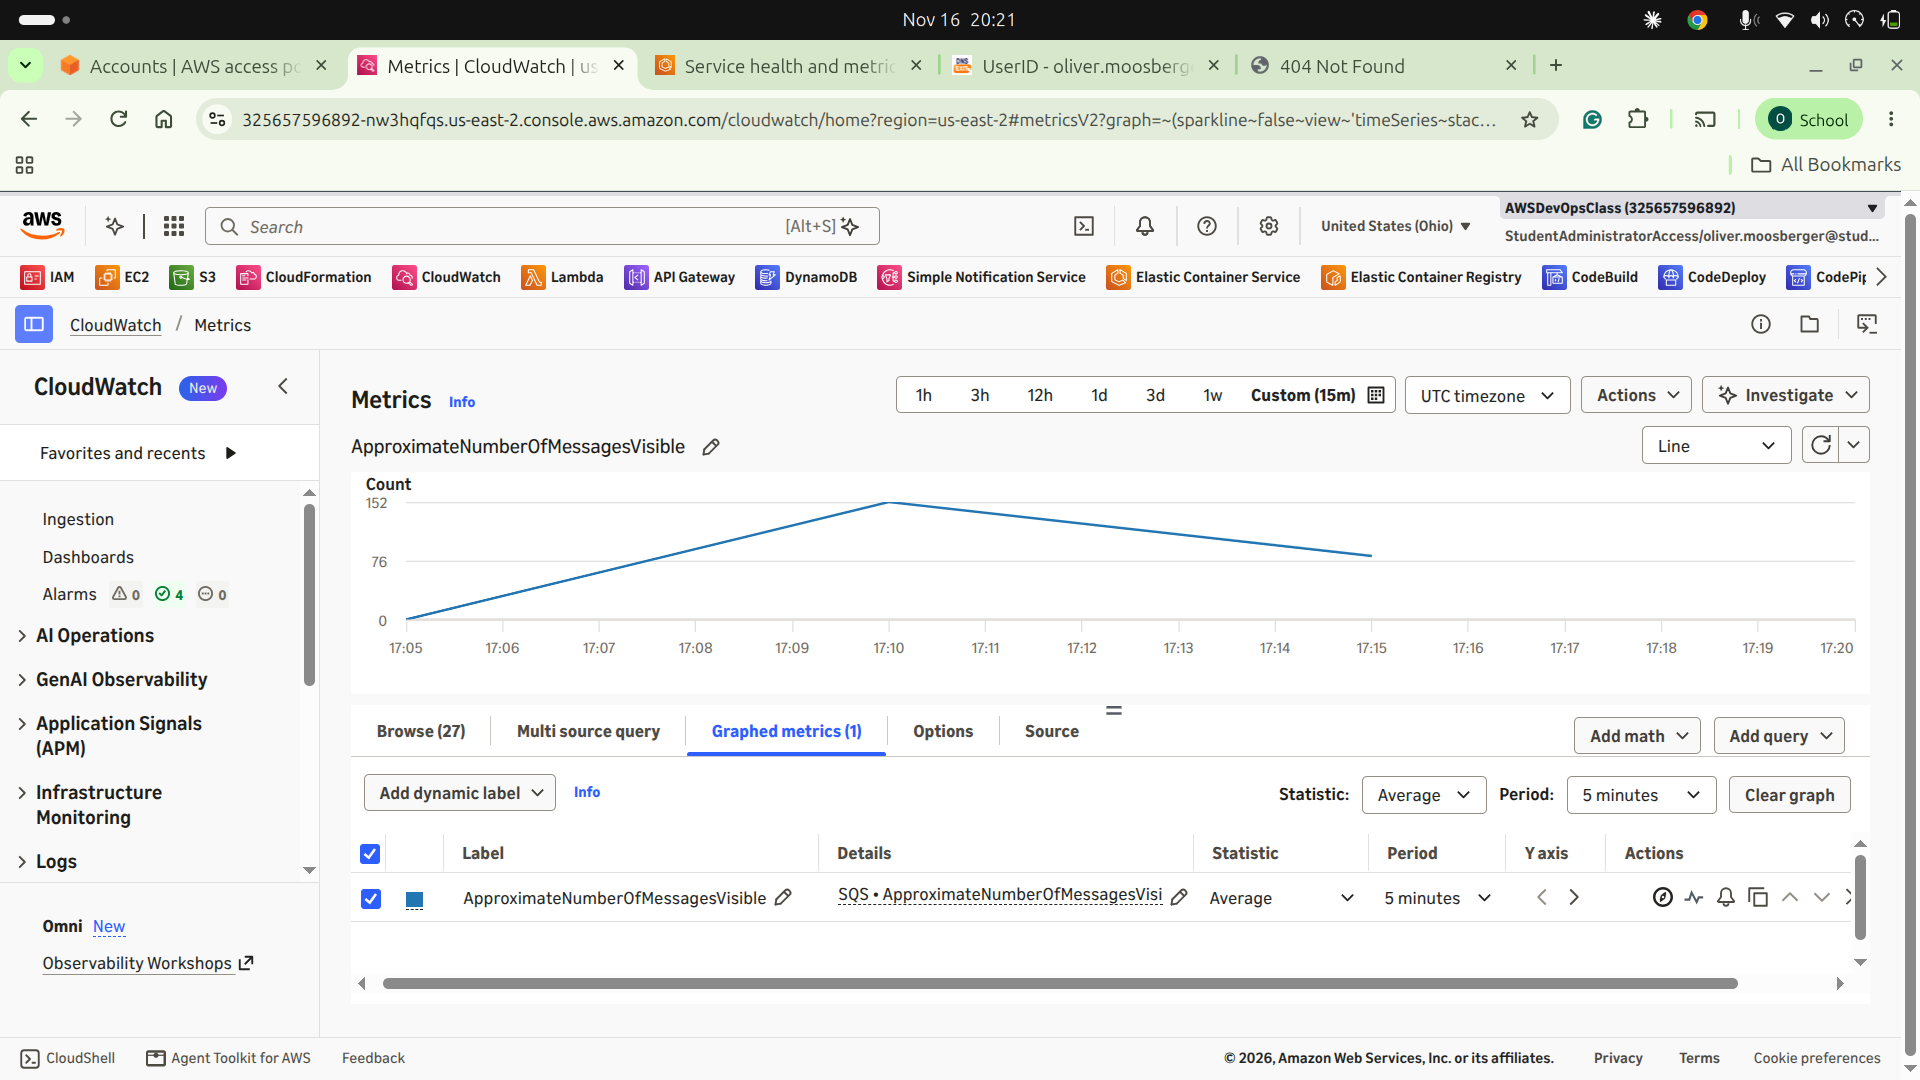 Nov 16 20:21
Accounts | AWS access po
Metrics | CloudWatch | us
Service health and metric
UserID - oliver.moosberge
404 Not Found
325657596892-nw3hqfqs.us-east-2.console.aws.amazon.com/cloudwatch/home?region=us-east-2#metricsV2?graph=~(sparkline~false~view~'timeSeries~stac...
O School
All Bookmarks
aws
Search [Alt+S]
United States (Ohio)
AWSDevOpsClass (325657596892)
StudentAdministratorAccess/oliver.moosberger@stud...
IAM EC2 S3 CloudFormation CloudWatch Lambda API Gateway DynamoDB Simple Notification Service Elastic Container Service Elastic Container Registry CodeBuild CodeDeploy CodePip
CloudWatch / Metrics
CloudWatch New
Favorites and recents
Ingestion
Dashboards
Alarms 0 4 0
AI Operations
GenAI Observability
Application Signals
(APM)
Infrastructure
Monitoring
Logs
Omni New
Observability Workshops
Metrics Info
1h 3h 12h 1d 3d 1w Custom (15m)
UTC timezone
Actions
Investigate
ApproximateNumberOfMessagesVisible
Line
Count
152
76
0
17:05 17:06 17:07 17:08 17:09 17:10 17:11 17:12 17:13 17:14 17:15 17:16 17:17 17:18 17:19 17:20
Browse (27) Multi source query Graphed metrics (1) Options Source
Add math
Add query
Add dynamic label
Info
Statistic: Average
Period: 5 minutes
Clear graph
Label Details Statistic Period Y axis Actions
ApproximateNumberOfMessagesVisible SQS • ApproximateNumberOfMessagesVisi Average 5 minutes
CloudShell Agent Toolkit for AWS Feedback
© 2026, Amazon Web Services, Inc. or its affiliates. Privacy Terms Cookie preferences